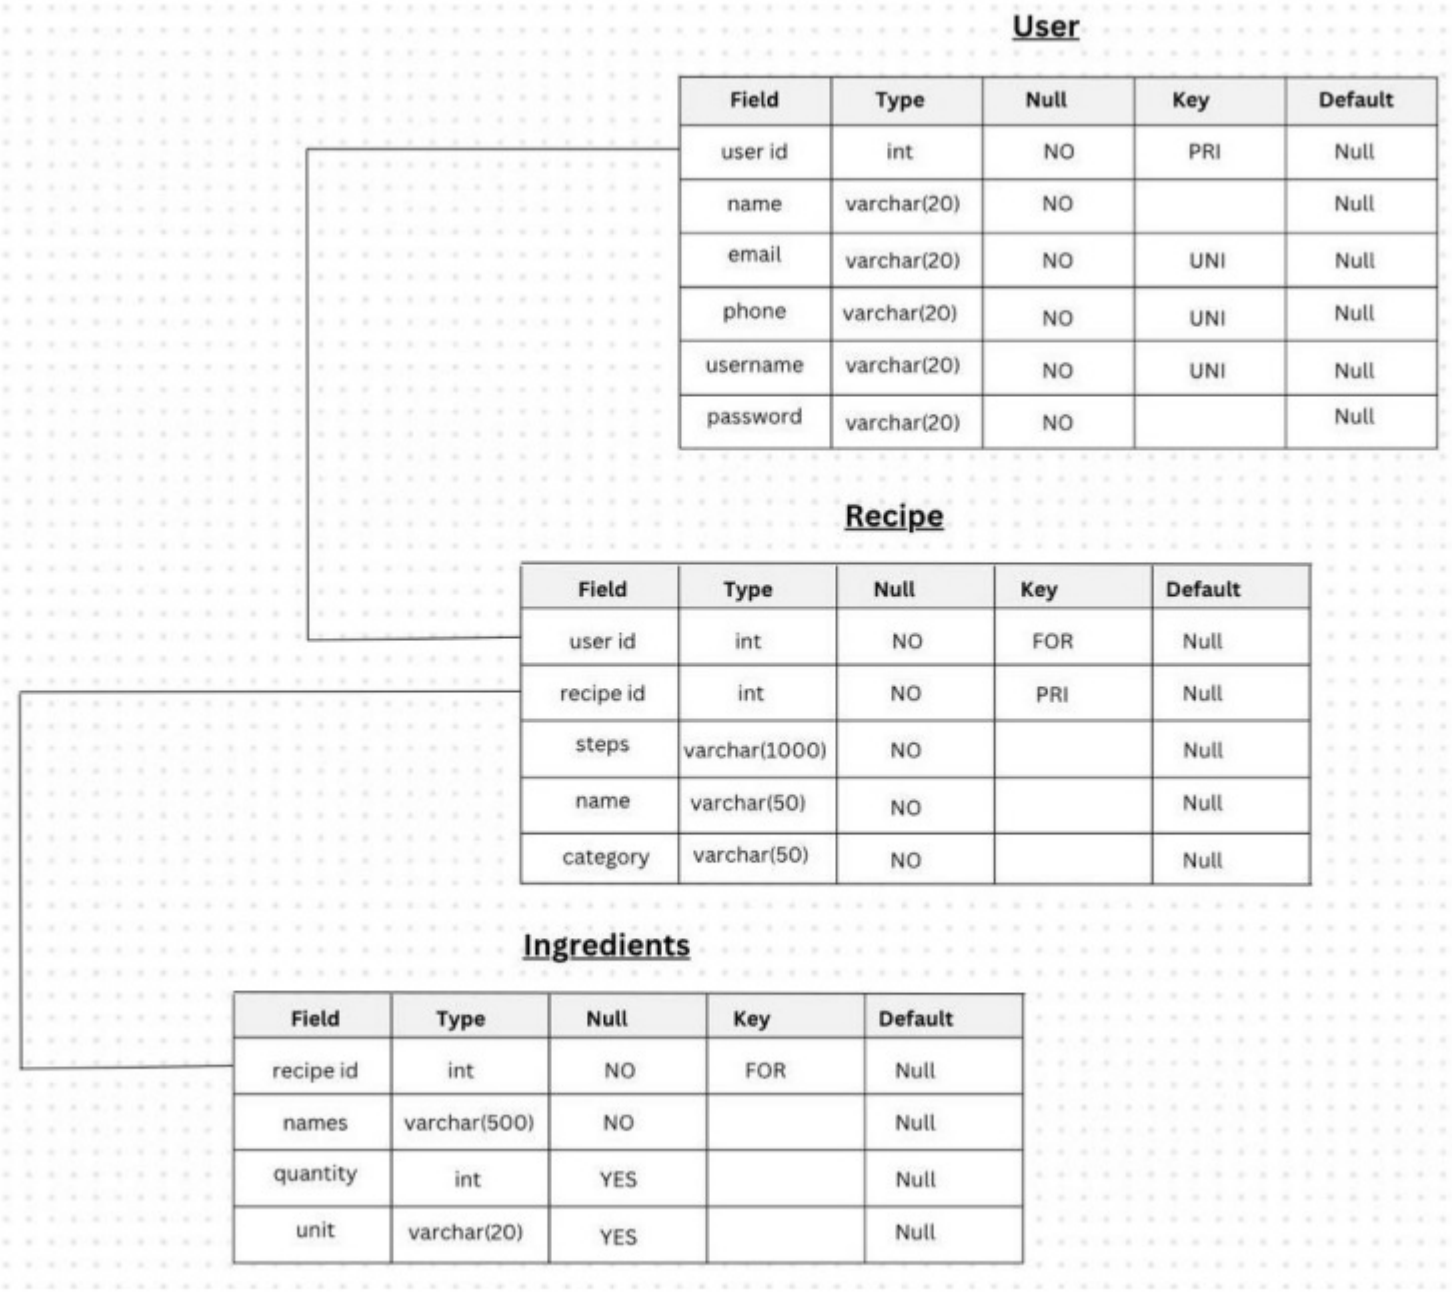 User
Field Type Null Key Default
user id int NO PRI Null
name varchar(20) NO Null
email varchar(20) NO UNI Null
phone varchar(20) NO UNI Null
username varchar(20) NO UNI Null
password varchar(20) NO Null
Recipe
Field Type Null Key Default
user id int NO FOR Null
recipe id int NO PRI Null
steps varchar(1000) NO Null
name varchar(50) NO Null
category varchar(50) NO Null
Ingredients
Field Type Null Key Default
recipe id int NO FOR Null
names varchar(500) NO Null
quantity int YES Null
unit varchar(20) YES Null